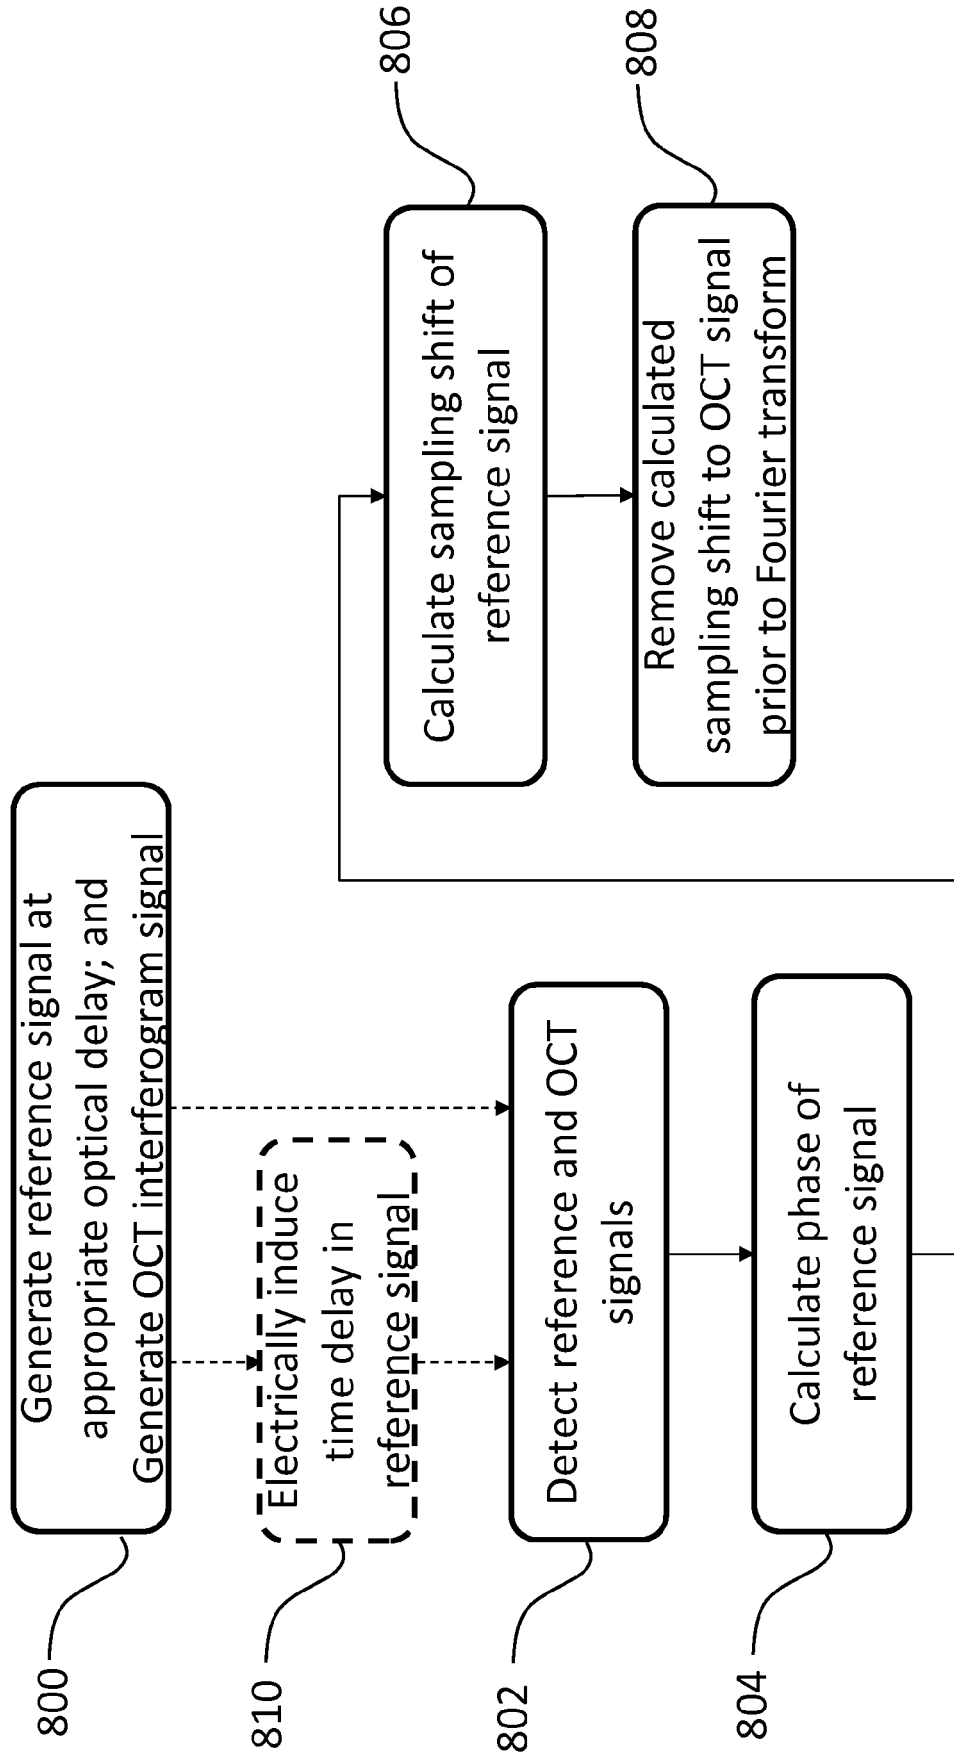 800
Generate reference signal at
appropriate optical delay; and
Generate OCT interferogram signal
810
Electrically induce
time delay in
reference signal
802
Detect reference and OCT
signals
804
Calculate phase of
reference signal
806
Calculate sampling shift of
reference signal
808
Remove calculated
sampling shift to OCT signal
prior to Fourier transform